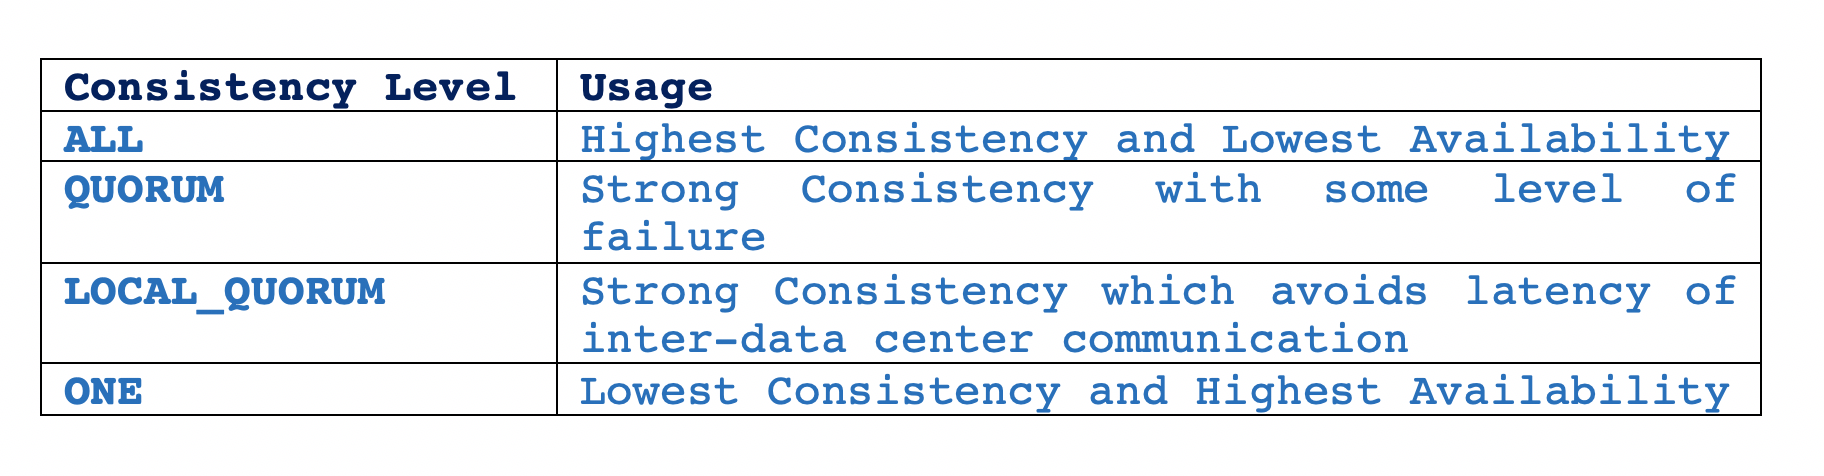 Consistency Level Usage
ALL Highest Consistency and Lowest Availability
QUORUM Strong Consistency with some level of
failure
LOCAL_QUORUM Strong Consistency which avoids latency of
inter-data center communication
ONE Lowest Consistency and Highest Availability